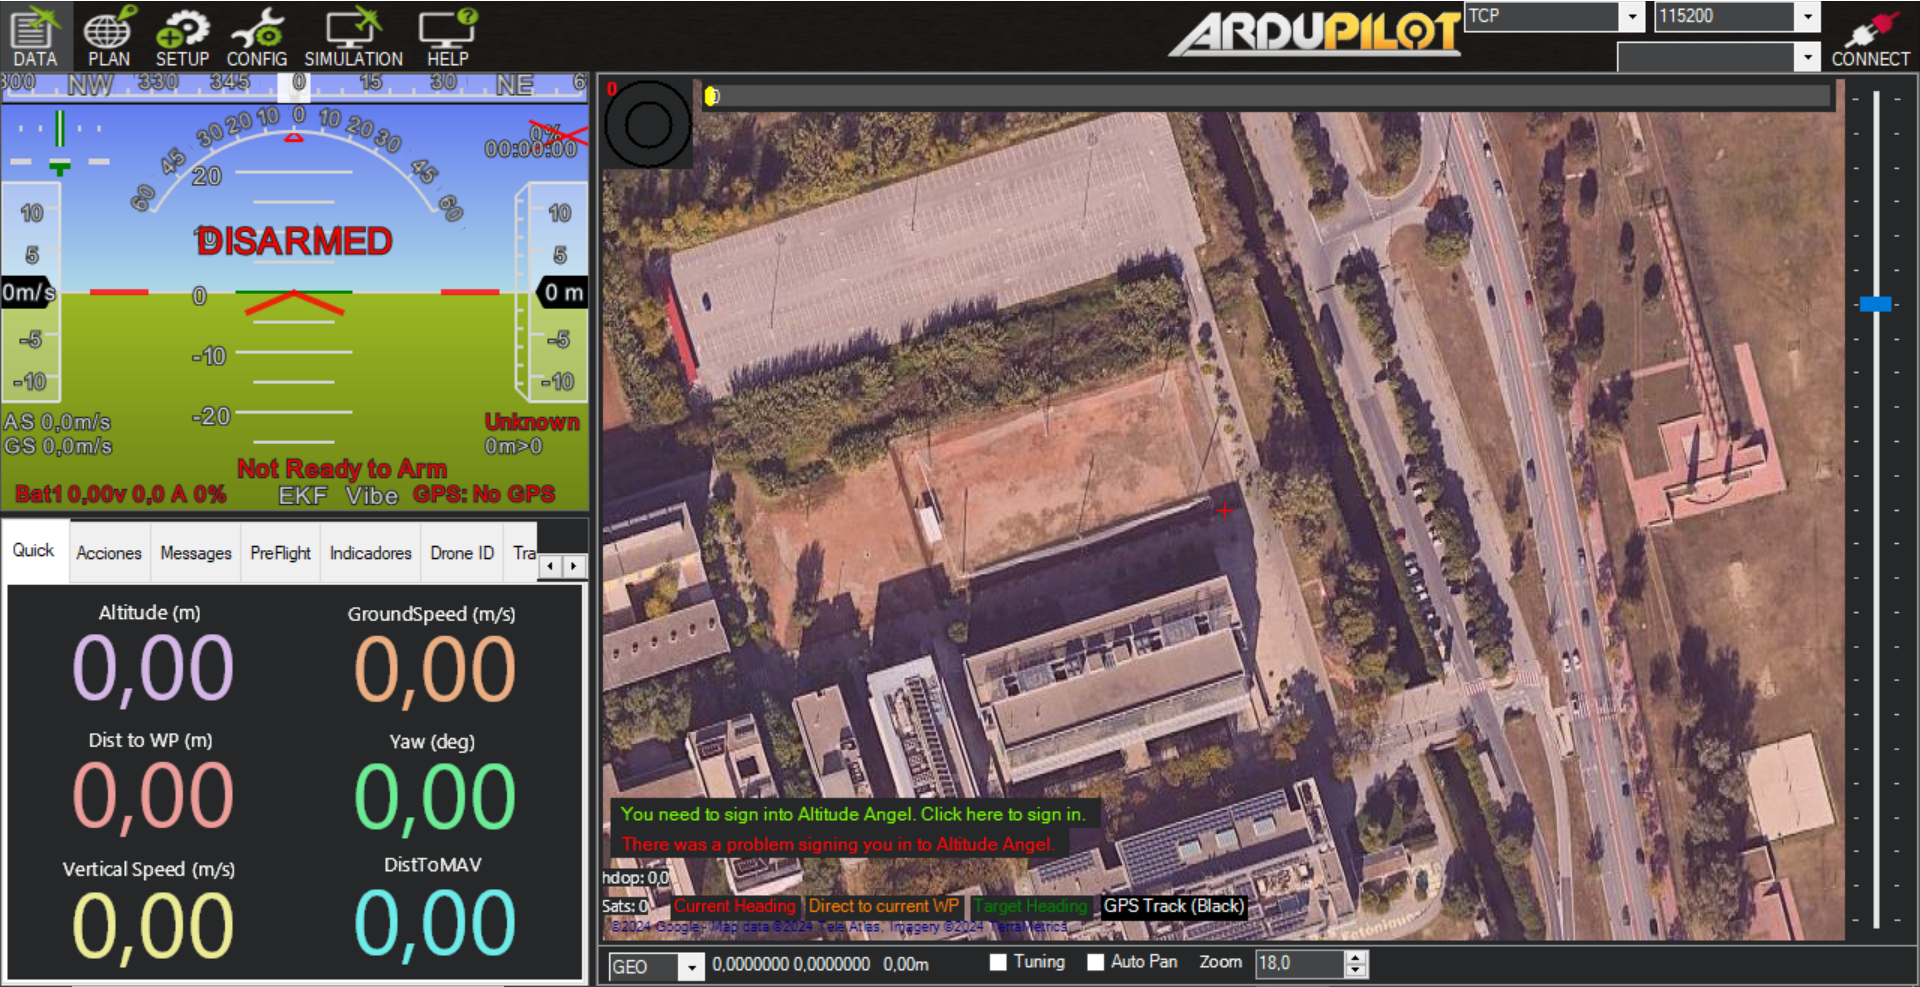 DATA PLAN SETUP CONFIG SIMULATION HELP
ARDUPILOT
TCP 115200
CONNECT
300 NW 330 345 0 15 30 NE 6
60 45 30 20 10 0 10 20 30 45 60
0%
00:00:00
20
10
DISARMED
0
-10
-20
10
5
0m/s
-5
-10
10
5
0 m
-5
-10
AS 0,0m/s
GS 0,0m/s
Unknown
0m>0
Not Ready to Arm
Bat1 0,00v 0,0 A 0% EKF Vibe GPS: No GPS
Quick Acciones Messages PreFlight Indicadores Drone ID Tra
Altitude (m) GroundSpeed (m/s)
0,00 0,00
Dist to WP (m) Yaw (deg)
0,00 0,00
Vertical Speed (m/s) DistToMAV
0,00 0,00
0
0
You need to sign into Altitude Angel. Click here to sign in.
There was a problem signing you in to Altitude Angel.
hdop: 0,0
Sats: 0 Current Heading Direct to current WP Target Heading GPS Track (Black)
©2024 Google - Map data ©2024 Tele Atlas, Imagery ©2024 TerraMetrics
GEO 0,0000000 0,0000000 0,00m Tuning Auto Pan Zoom 18,0